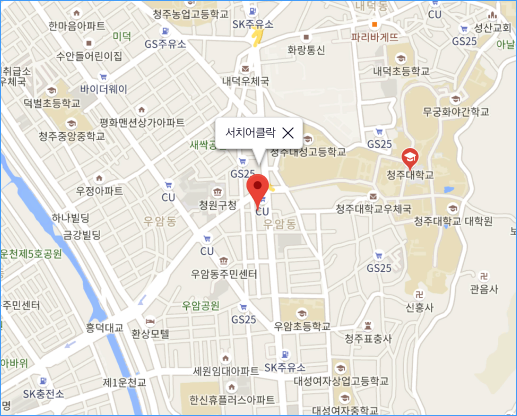 청주농업고등학교
SK주유소
내덕동
CU
성산교회
한마음아파트
미덕
GS주유소
화랑통신
파리바게뜨
GS25
아날
수안들어린이집
내덕우체국
내덕초등학교
취급소
우체국
바이더웨이
덕벌초등학교
무궁화야간학교
평화맨션상가아파트
청주중앙중학교
서치어클락
새싹공
청주대성고등학교
GS25
GS25
청주대학교
우정아파트
CU
청원구청
CU
청주대학교우체국
하나빌딩
우암동
우암동
청주대학교 대학원
금강빌딩
CU
운천제5호공원
우암동주민센터
GS25
관음사
주민센터
우암공원
신흥사
흥덕대교
환상모텔
GS25
우암초등학교
청주표충사
아바위
세원임대아파트
SK주유소
SK충전소
제1운천교
대성여자상업고등학교
한신휴플러스아파트
대성여자중학교
명